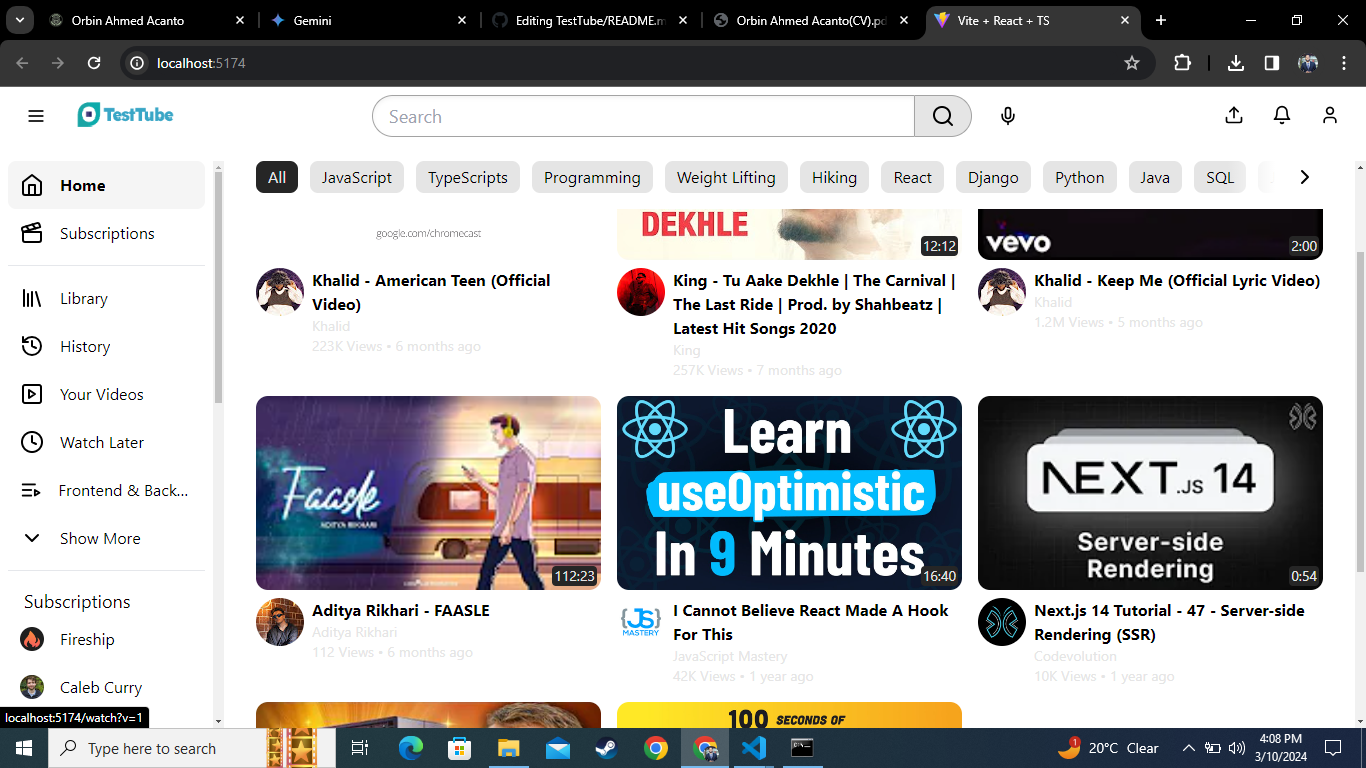 Orbin Ahmed Acanto
Gemini
Editing TestTube/README.m
Orbin Ahmed Acanto(CV).pd
Vite + React + TS
localhost:5174
TestTube
Search
Home
Subscriptions
Library
History
Your Videos
Watch Later
Frontend & Back...
Show More
Subscriptions
Fireship
Caleb Curry
All
JavaScript
TypeScripts
Programming
Weight Lifting
Hiking
React
Django
Python
Java
SQL
google.com/chromecast
DEKHLE
12:12
vevo
2:00
Khalid - American Teen (Official
Video)
Khalid
223K Views • 6 months ago
King - Tu Aake Dekhle | The Carnival |
The Last Ride | Prod. by Shahbeatz |
Latest Hit Songs 2020
King
257K Views • 7 months ago
Khalid - Keep Me (Official Lyric Video)
Khalid
1.2M Views • 5 months ago
Faasle
ADITYA RIKHARI
112:23
Learn
useOptimistic
In 9 Minutes
16:40
NEXT.JS 14
Server-side
Rendering
0:54
Aditya Rikhari - FAASLE
Aditya Rikhari
112 Views • 6 months ago
JS
MASTERY
I Cannot Believe React Made A Hook
For This
JavaScript Mastery
42K Views • 1 year ago
Next.js 14 Tutorial - 47 - Server-side
Rendering (SSR)
Codevolution
10K Views • 1 year ago
100 SECONDS OF
localhost:5174/watch?v=1
Type here to search
1
20°C Clear
4:08 PM
3/10/2024